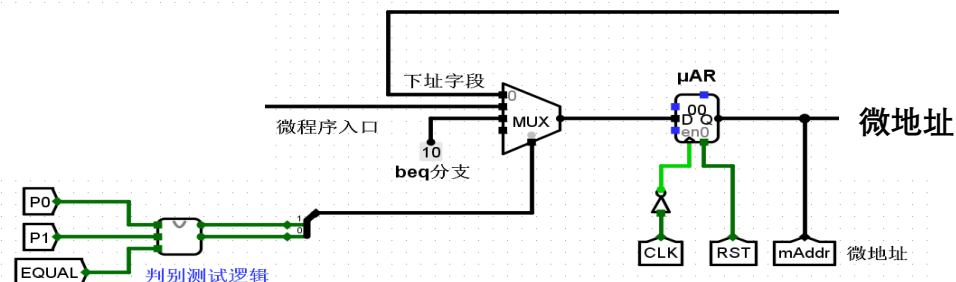 μAR
下址字段
0
00
D Q
en0
MUX
微程序入口
微地址
10
beq分支
P0
1
0
P1
CLK
RST
mAddr
微地址
EQUAL
判别测试逻辑